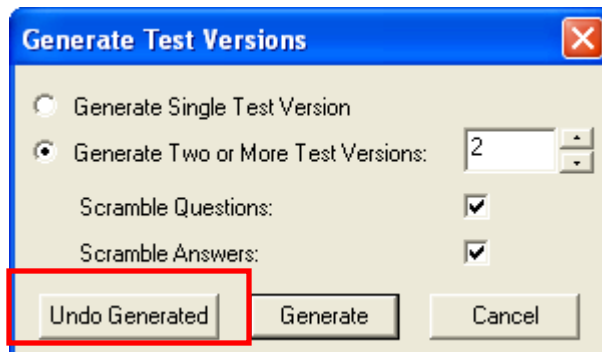 Generate Test Versions
Generate Single Test Version
Generate Two or More Test Versions: 2
Scramble Questions:
Scramble Answers:
Undo Generated Generate Cancel